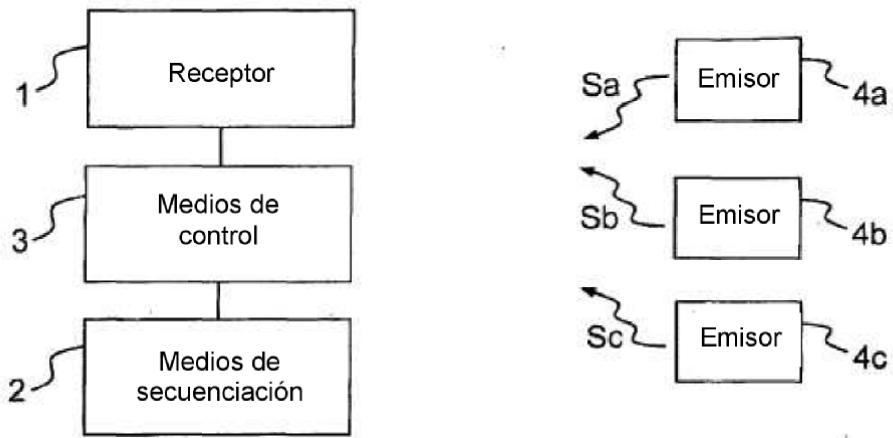 1
Receptor
3
Medios de
control
2
Medios de
secuenciación
Sa
Emisor
4a
Sb
Emisor
4b
Sc
Emisor
4c